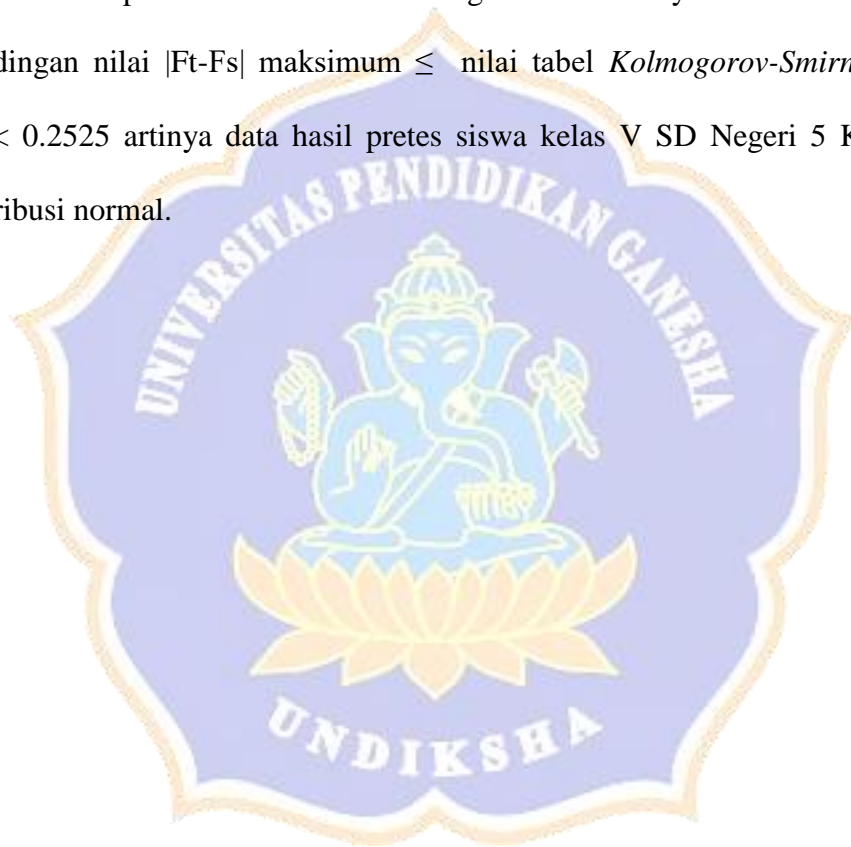 dingan nilai |Ft-Fs| maksimum ≤ nilai tabel Kolmogorov-Smirn
< 0.2525 artinya data hasil pretes siswa kelas V SD Negeri 5 K
ribusi normal.
UNIVERSITAS PENDIDIKAN GANESHA
UNDIKSHA